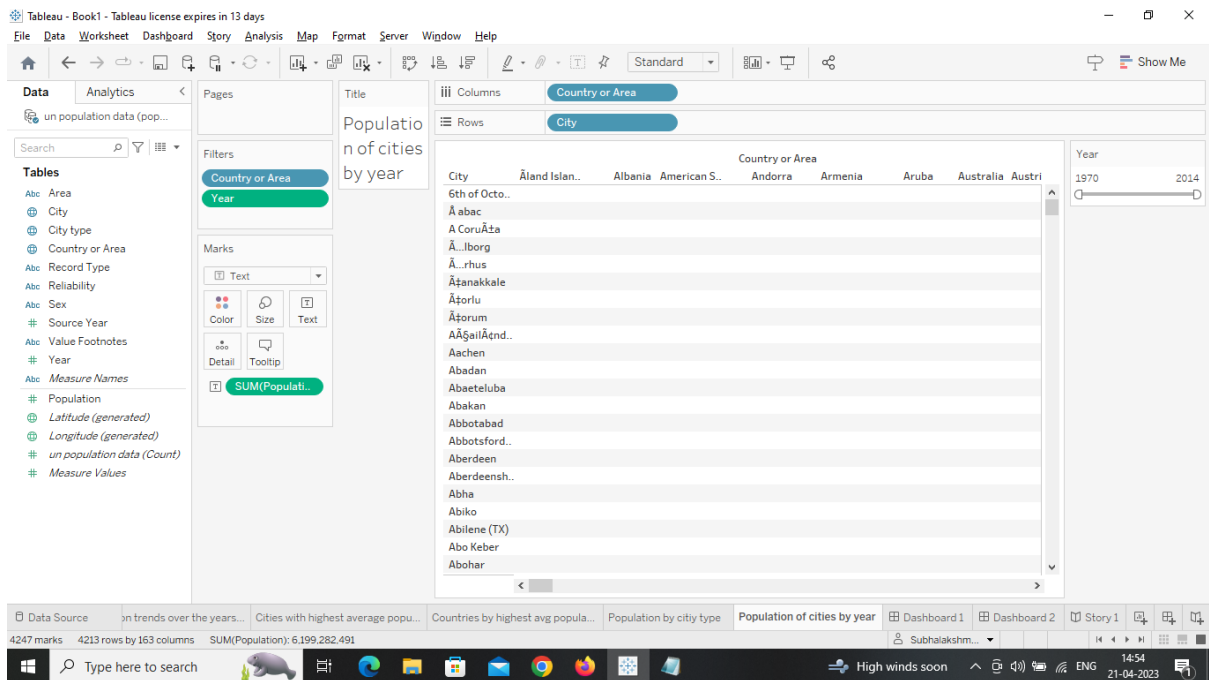 Tableau - Book1 - Tableau license expires in 13 days
File Data Worksheet Dashboard Story Analysis Map Format Server Window Help
Standard
Show Me
Data Analytics
un population data (pop...
Search
Tables
Abc Area
City
City type
Country or Area
Abc Record Type
Abc Reliability
Abc Sex
# Source Year
Abc Value Footnotes
# Year
Abc Measure Names
# Population
Latitude (generated)
Longitude (generated)
# un population data (Count)
# Measure Values
Pages
Filters
Country or Area
Year
Marks
Text
Color Size Text
Detail Tooltip
SUM(Populati..
Title
Populatio
n of cities
by year
Columns Country or Area
Rows City
Country or Area
City Ãland Islan.. Albania American S.. Andorra Armenia Aruba Australia Austri
6th of Octo..
Å abac
A CoruÃ±a
Ã...lborg
Ã...rhus
Ã‡anakkale
Ã‡orlu
Ã‡orum
AÃ§ailÃ¢nd..
Aachen
Abadan
Abaeteluba
Abakan
Abbotabad
Abbotsford..
Aberdeen
Aberdeensh..
Abha
Abiko
Abilene (TX)
Abo Keber
Abohar
Year
1970 2014
Data Source on trends over the years... Cities with highest average popu... Countries by highest avg popula... Population by citiy type Population of cities by year Dashboard 1 Dashboard 2 Story 1
4247 marks 4213 rows by 163 columns SUM(Population): 6,199,282,491 Subhalakshm...
Type here to search High winds soon ENG 14:54
21-04-2023